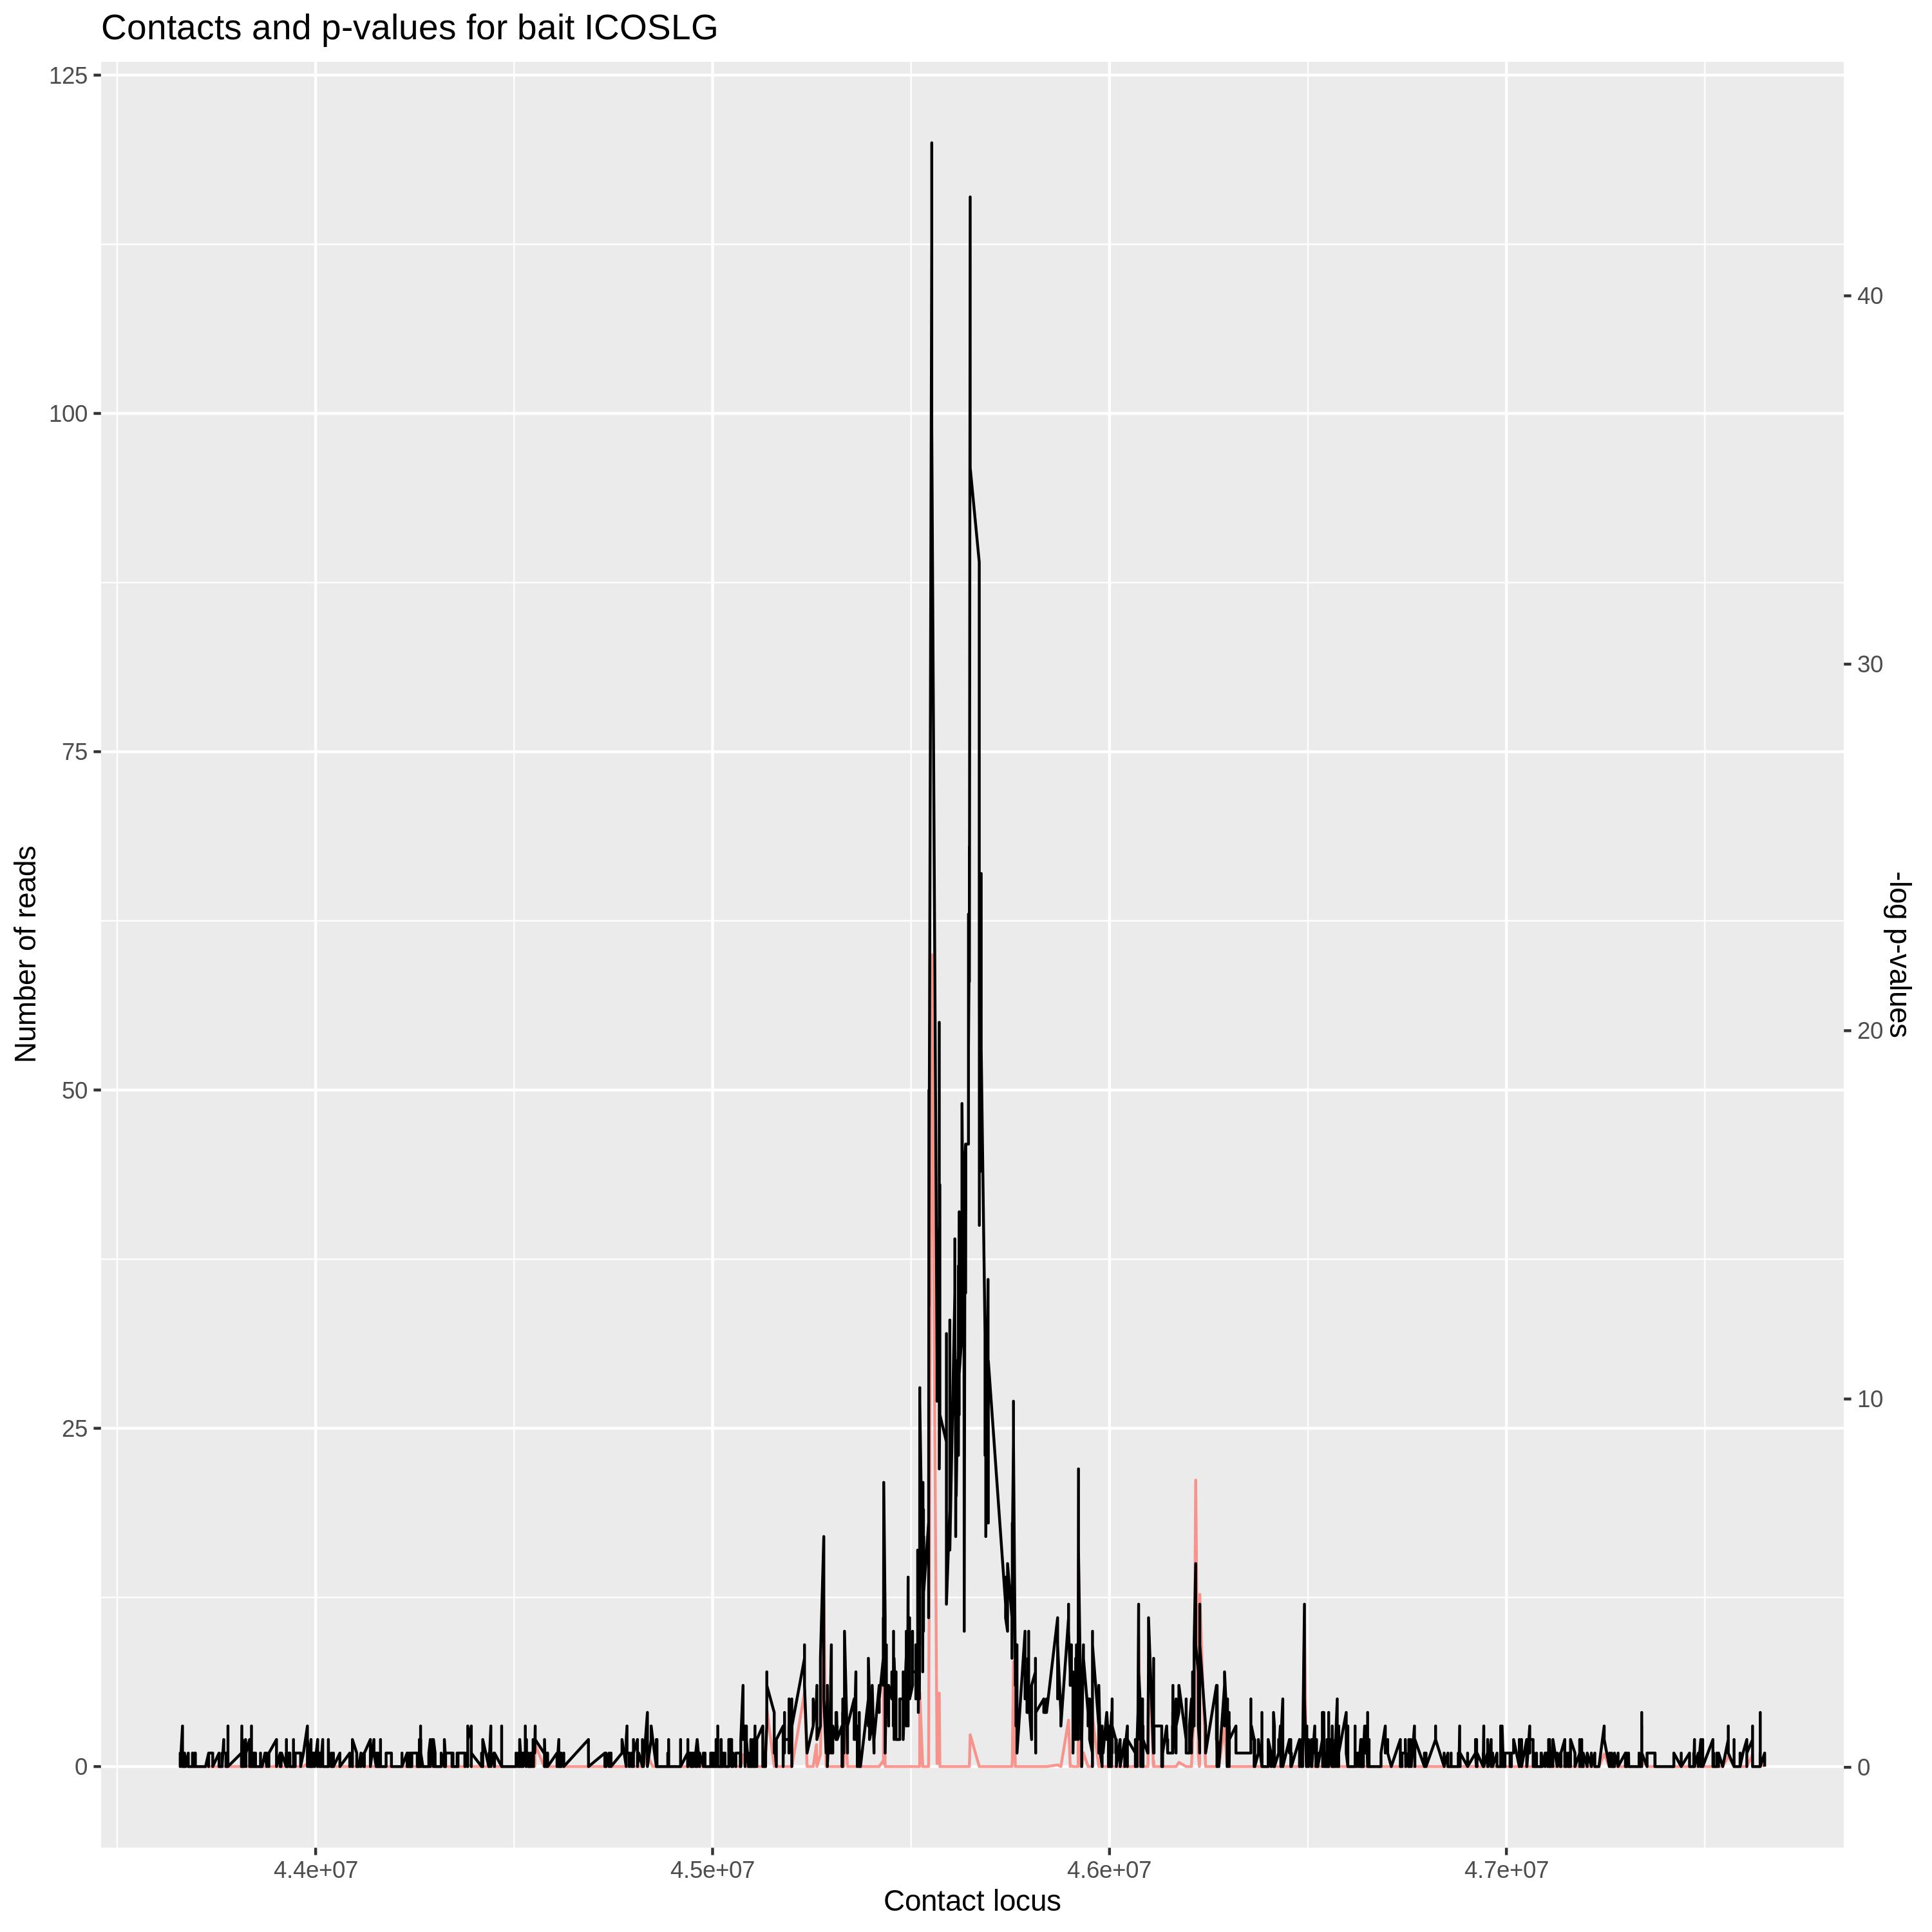 Contacts and p-values for bait ICOSLG
125
100
75
50
25
0
Number of reads
40
30
20
10
0
-log p-values
4.4e+07
4.5e+07
4.6e+07
4.7e+07
Contact locus